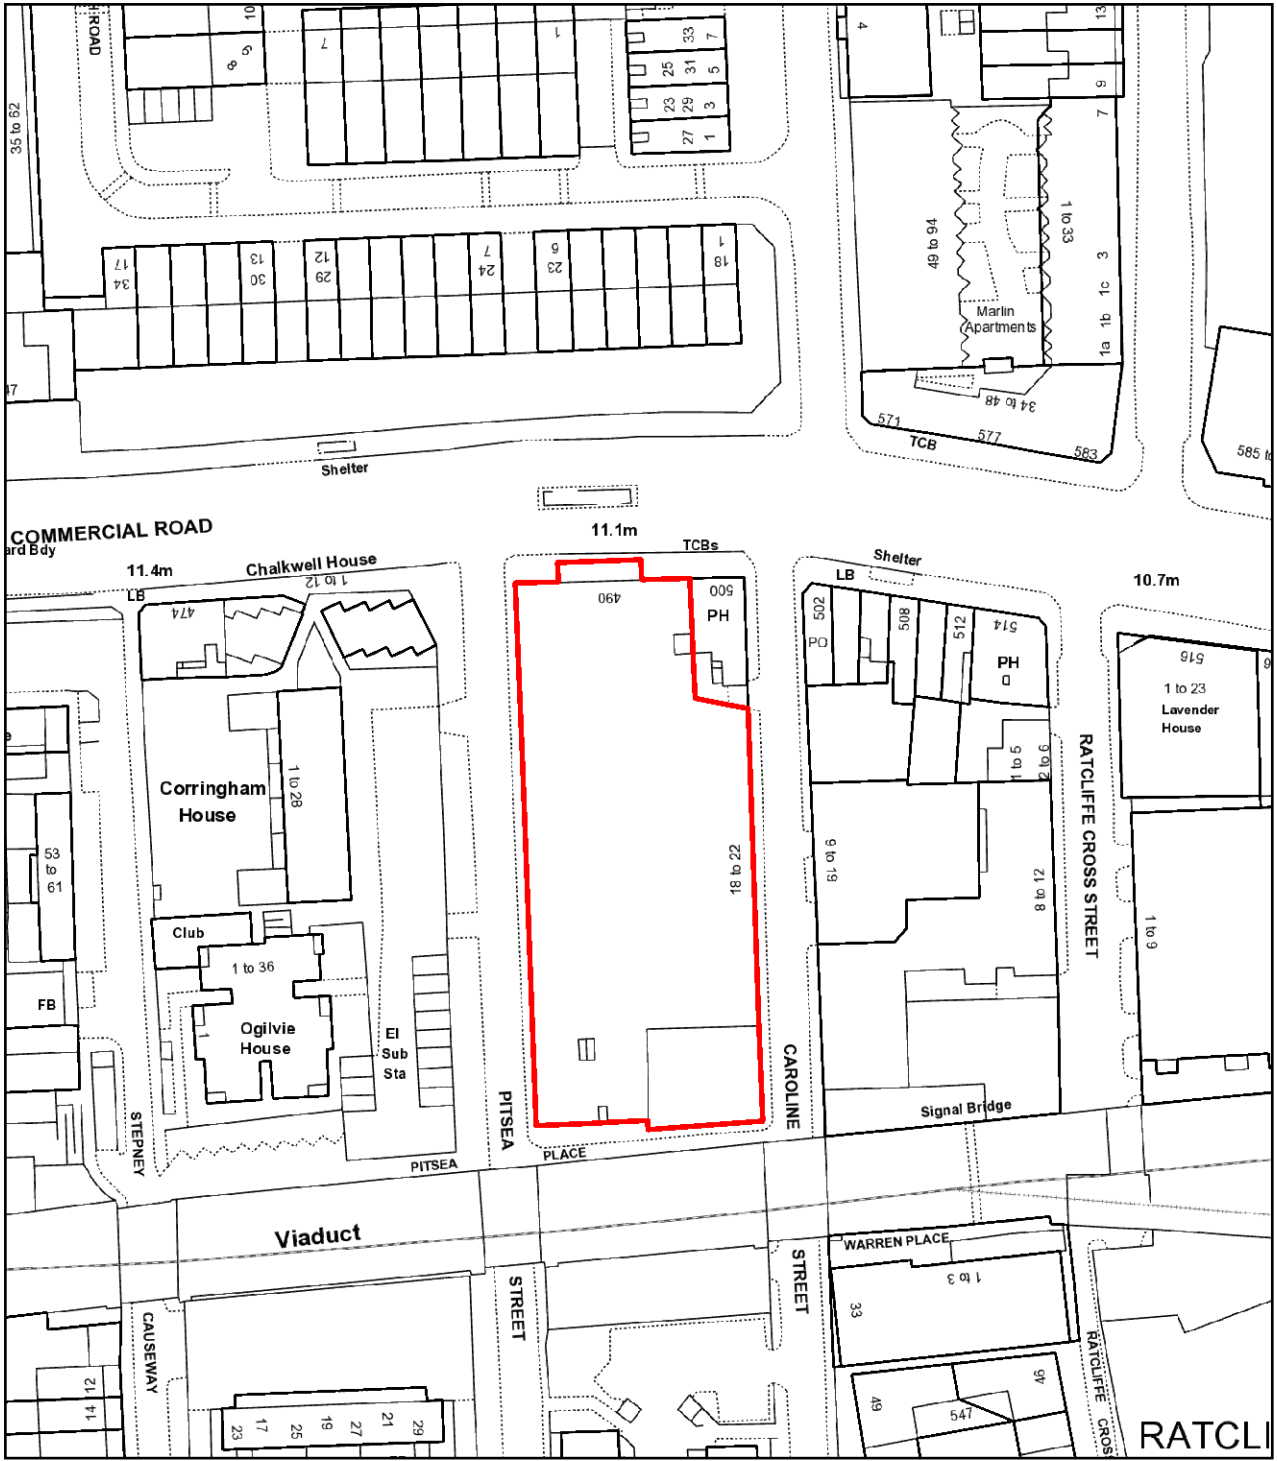 10
9
8
7
1
33
7
25
31
5
23
29
3
27
1
4
13
9
7
ROAD
35 to 62
49 to 94
1 to 33
3
1c
1b
1a
Marlin
Apartments
17
34
13
30
12
29
7
24
6
23
1
18
34 to 48
571
577
583
TCB
585 to
47
Shelter
COMMERCIAL ROAD
ard Bdy
11.4m
Chalkwell House
1 to 12
11.1m
TCBs
Shelter
LB
10.7m
LB
474
490
500
PH
502
PO
508
512
514
PH
516
1 to 23
Lavender
House
9
Corringham
House
1 to 28
1 to 5
2 to 6
RATCLIFFE CROSS STREET
e
53
to
61
18 to 22
9 to 19
8 to 12
1 to 9
Club
1 to 36
FB
1
Ogilvie
House
El
Sub
Sta
STEPNEY
PITSEA
CAROLINE
Signal Bridge
PITSEA
PLACE
Viaduct
WARREN PLACE
1 to 3
STREET
STREET
33
CAUSEWAY
RATCLIFFE
CROS
12
14
23
17
25
19
27
21
29
49
547
46
RATCLI